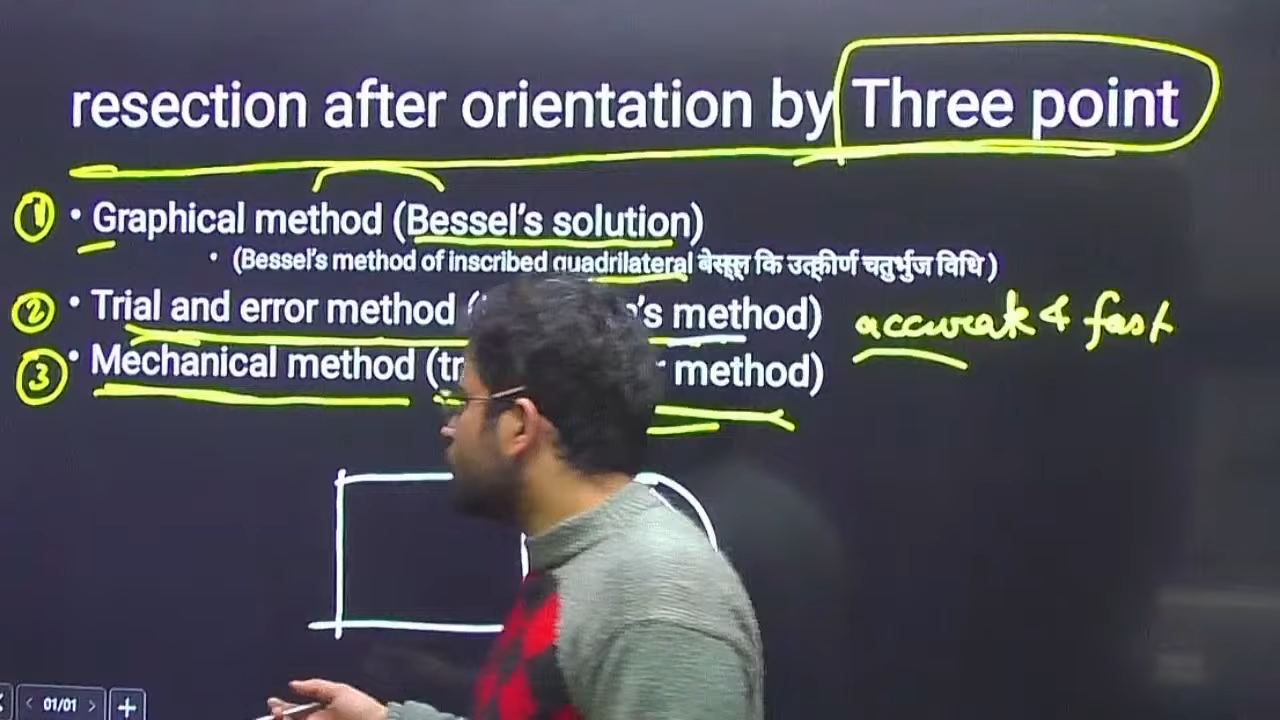 resection after orientation by Three point
① • Graphical method (Bessel's solution)
• (Bessel's method of inscribed quadrilateral बेसूल कि उत्कीर्ण चतुर्भुज विधि )
② • Trial and error method ( 's method) accurate & fast
③ • Mechanical method (tr r method)
< 01/01 > +